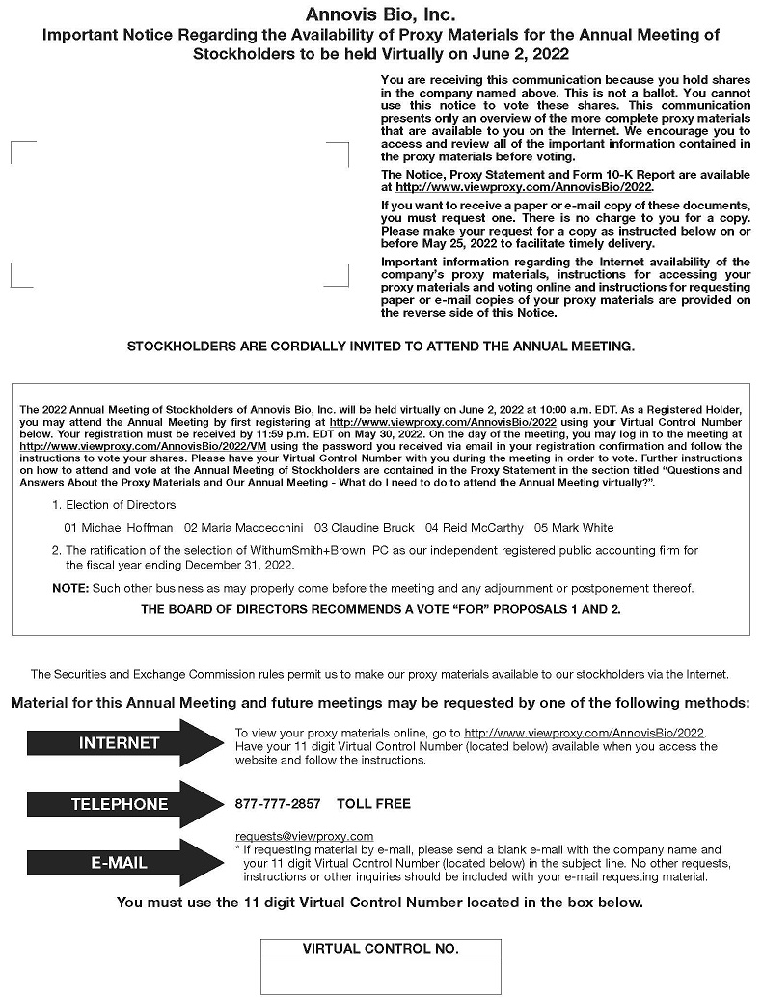 Annovis Bio, Inc.
Important Notice Regarding the Availability of Proxy Materials for the Annual Meeting of
Stockholders to be held Virtually on June 2, 2022
You are receiving this communication because you hold shares
in the company named above. This is not a ballot. You cannot
use this notice to vote these shares. This communication
presents only an overview of the more complete proxy materials
that are available to you on the Internet. We encourage you to
access and review all of the important information contained in
the proxy materials before voting.
The Notice, Proxy Statement and Form 10-K Report are available
at http://www.viewproxy.com/AnnovisBio/2022.
If you want to receive a paper or e-mail copy of these documents,
you must request one. There is no charge to you for a copy.
Please make your request for a copy as instructed below on or
before May 25, 2022 to facilitate timely delivery.
Important information regarding the Internet availability of the
company's proxy materials, instructions for accessing your
proxy materials and voting online and instructions for requesting
paper or e-mail copies of your proxy materials are provided on
the reverse side of this Notice.
STOCKHOLDERS ARE CORDIALLY INVITED TO ATTEND THE ANNUAL MEETING.
The 2022 Annual Meeting of Stockholders of Annovis Bio, Inc. will be held virtually on June 2, 2022 at 10:00 a.m. EDT. As a Registered Holder,
you may attend the Annual Meeting by first registering at http://www.viewproxy.com/AnnovisBio/2022 using your Virtual Control Number
below. Your registration must be received by 11:59 p.m. EDT on May 30, 2022. On the day of the meeting, you may log in to the meeting at
http://www.viewproxy.com/AnnovisBio/2022/VM using the password you received via email in your registration confirmation and follow the
instructions to vote your shares. Please have your Virtual Control Number with you during the meeting in order to vote. Further instructions
on how to attend and vote at the Annual Meeting of Stockholders are contained in the Proxy Statement in the section titled “Questions and
Answers About the Proxy Materials and Our Annual Meeting - What do I need to do to attend the Annual Meeting virtually?”.
1. Election of Directors
01 Michael Hoffman 02 Maria Maccecchini 03 Claudine Bruck 04 Reid McCarthy 05 Mark White
2. The ratification of the selection of WithumSmith+Brown, PC as our independent registered public accounting firm for
the fiscal year ending December 31, 2022.
NOTE: Such other business as may properly come before the meeting and any adjournment or postponement thereof.
THE BOARD OF DIRECTORS RECOMMENDS A VOTE “FOR” PROPOSALS 1 AND 2.
The Securities and Exchange Commission rules permit us to make our proxy materials available to our stockholders via the Internet.
Material for this Annual Meeting and future meetings may be requested by one of the following methods:
INTERNET
To view your proxy materials online, go to http://www.viewproxy.com/AnnovisBio/2022.
Have your 11 digit Virtual Control Number (located below) available when you access the
website and follow the instructions.
TELEPHONE
877-777-2857 TOLL FREE
E-MAIL
requests@viewproxy.com
* If requesting material by e-mail, please send a blank e-mail with the company name and
your 11 digit Virtual Control Number (located below) in the subject line. No other requests,
instructions or other inquiries should be included with your e-mail requesting material.
You must use the 11 digit Virtual Control Number located in the box below.
VIRTUAL CONTROL NO.